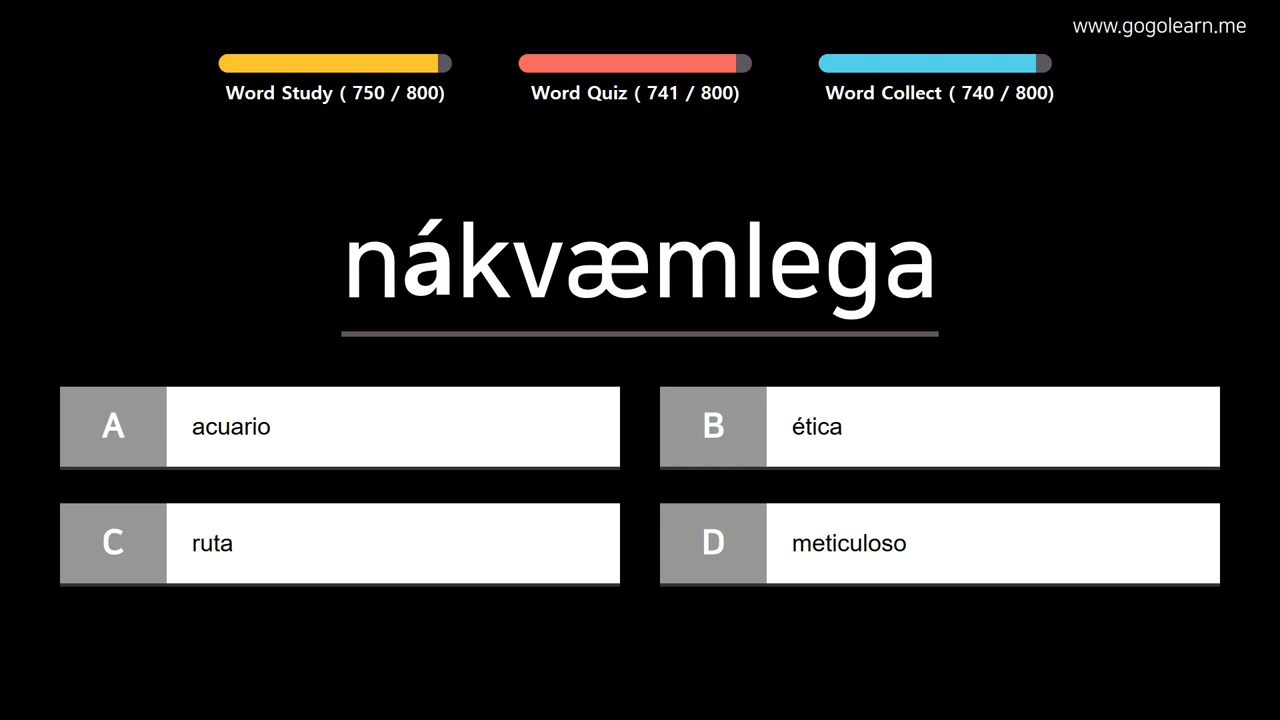 www.gogolearn.me
Word Study ( 750 / 800)
Word Quiz ( 741 / 800)
Word Collect ( 740 / 800)
nákvæmlega
A acuario
B ética
C ruta
D meticuloso